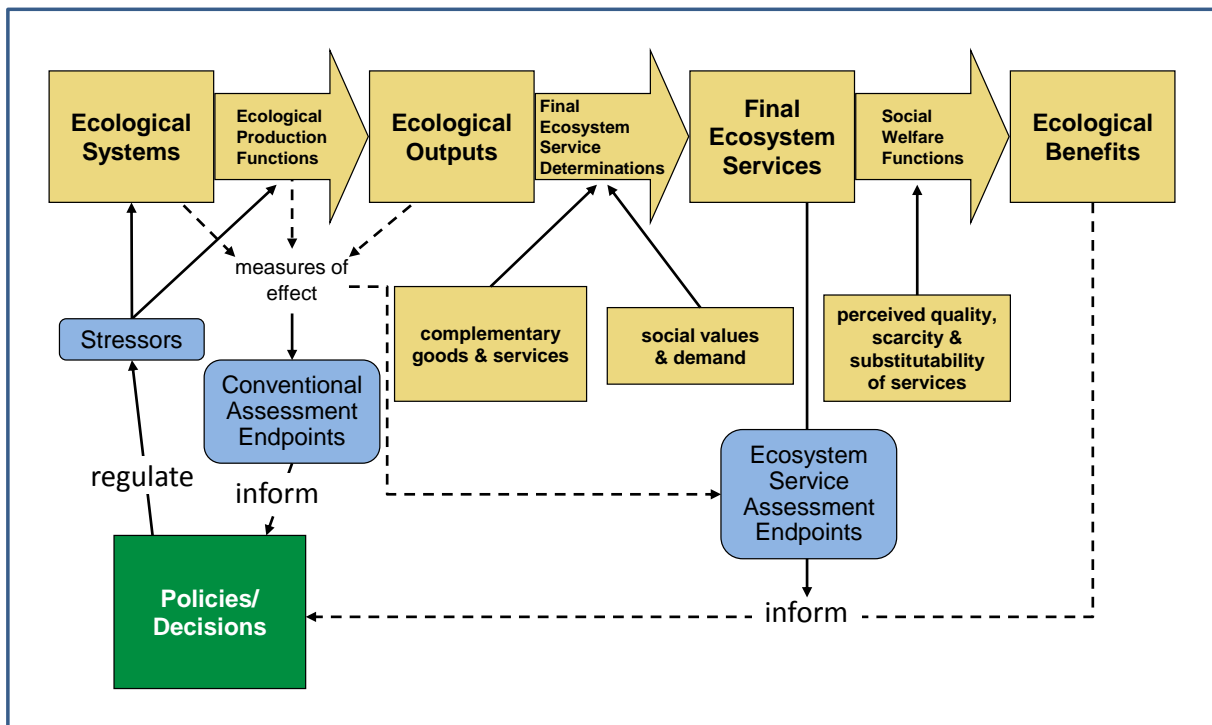 Ecological
Systems
Ecological
Production
Functions
Ecological
Outputs
Final
Ecosystem
Service
Determinations
Final
Ecosystem
Services
Social
Welfare
Functions
Ecological
Benefits
measures of
effect
Stressors
Conventional
Assessment
Endpoints
complementary
goods & services
social values
& demand
perceived quality,
scarcity &
substitutability
of services
Ecosystem
Service
Assessment
Endpoints
regulate
inform
Policies/
Decisions
inform